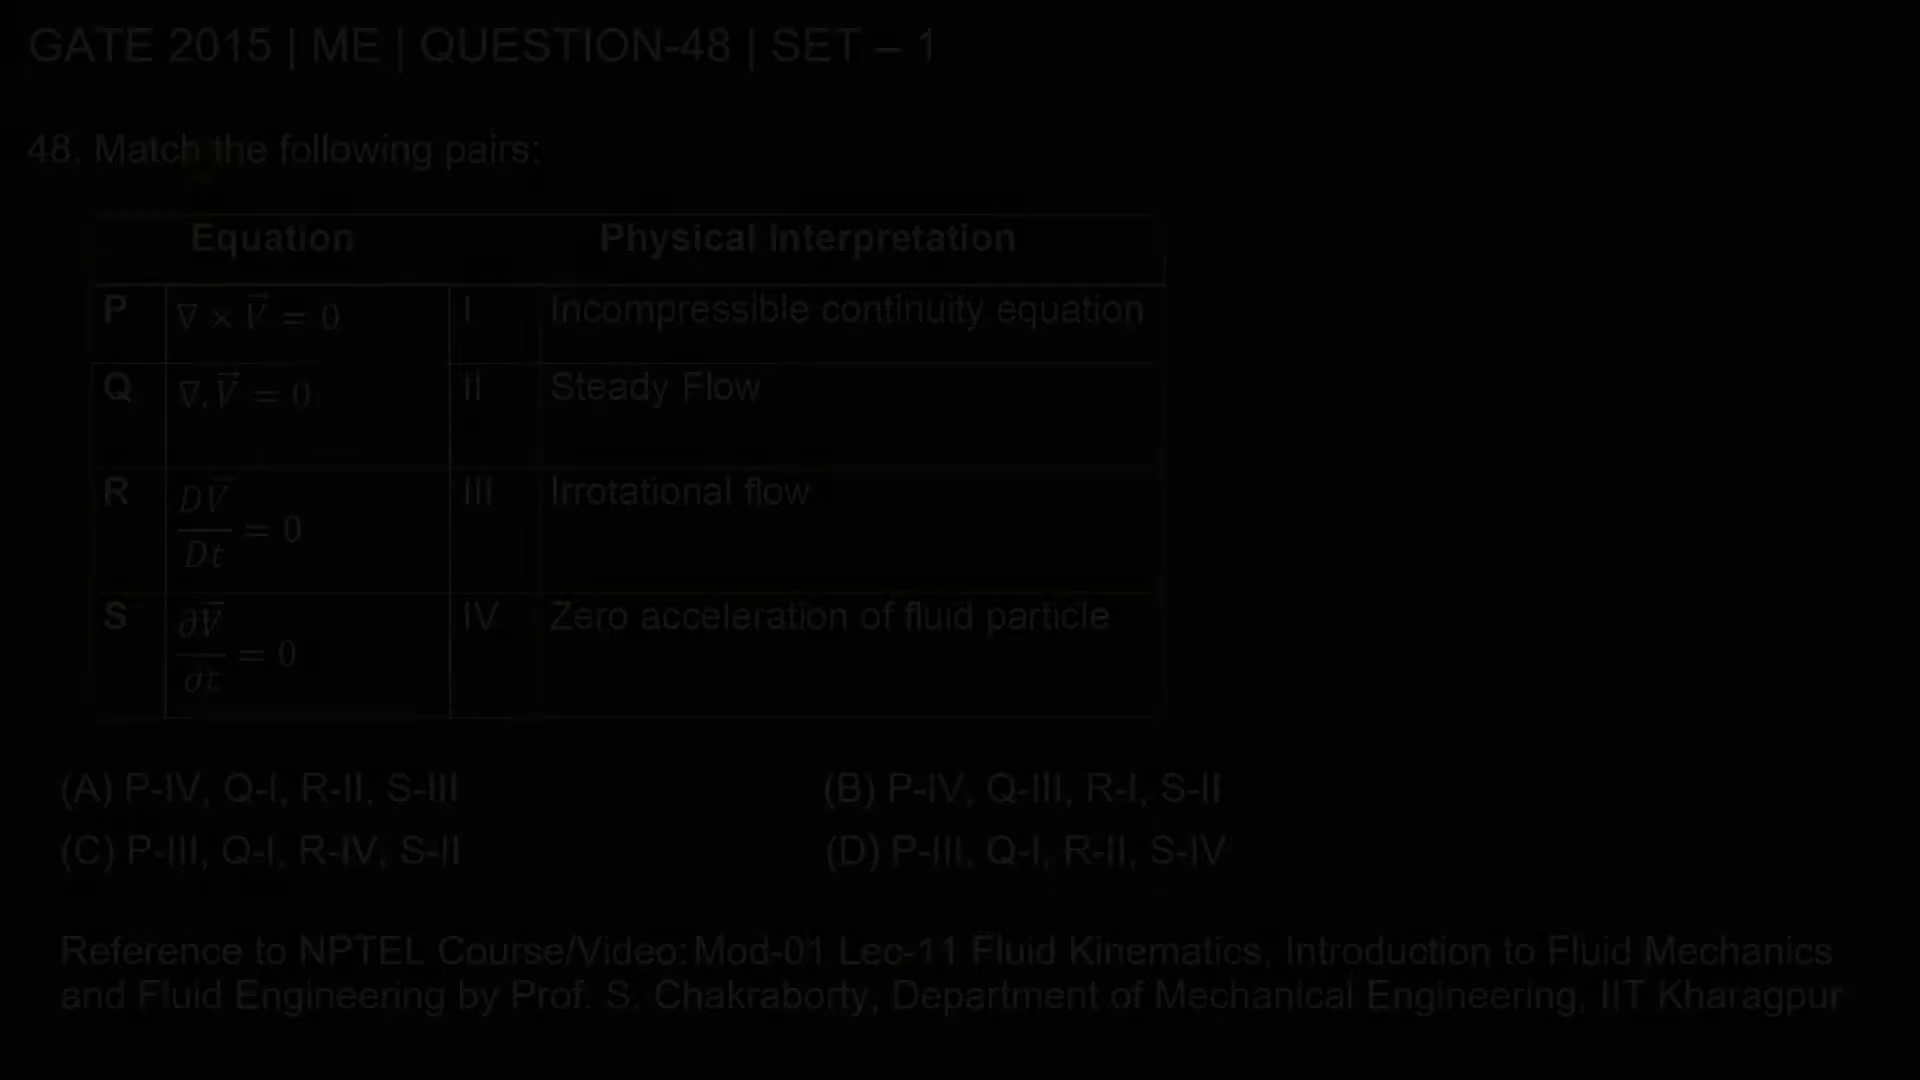 GATE 2015 | ME | QUESTION-48 | SET – 1
48. Match the following pairs:
Equation Physical Interpretation
P ∇ × V⃗ = 0 I Incompressible continuity equation
Q ∇.V⃗ = 0 II Steady Flow
R DV⃗/Dt = 0 III Irrotational flow
S ∂V⃗/∂t = 0 IV Zero acceleration of fluid particle
(A) P-IV, Q-I, R-II, S-III (B) P-IV, Q-III, R-I, S-II
(C) P-III, Q-I, R-IV, S-II (D) P-III, Q-I, R-II, S-IV
Reference to NPTEL Course/Video: Mod-01 Lec-11 Fluid Kinematics, Introduction to Fluid Mechanics
and Fluid Engineering by Prof. S. Chakraborty, Department of Mechanical Engineering, IIT Kharagpur